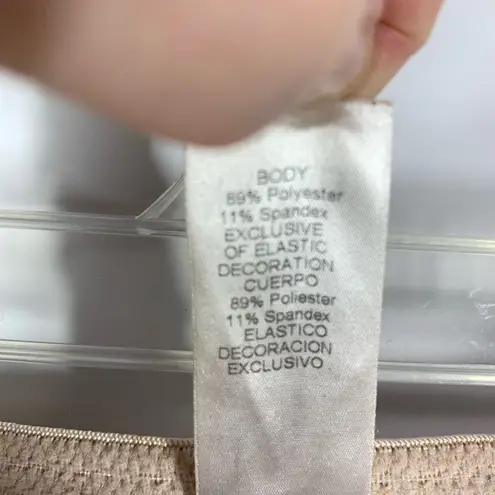 BODY
89% Polyester
11% Spandex
EXCLUSIVE
OF ELASTIC
DECORATION
CUERPO
89% Poliester
11% Spandex
ELASTICO
DECORACION
EXCLUSIVO